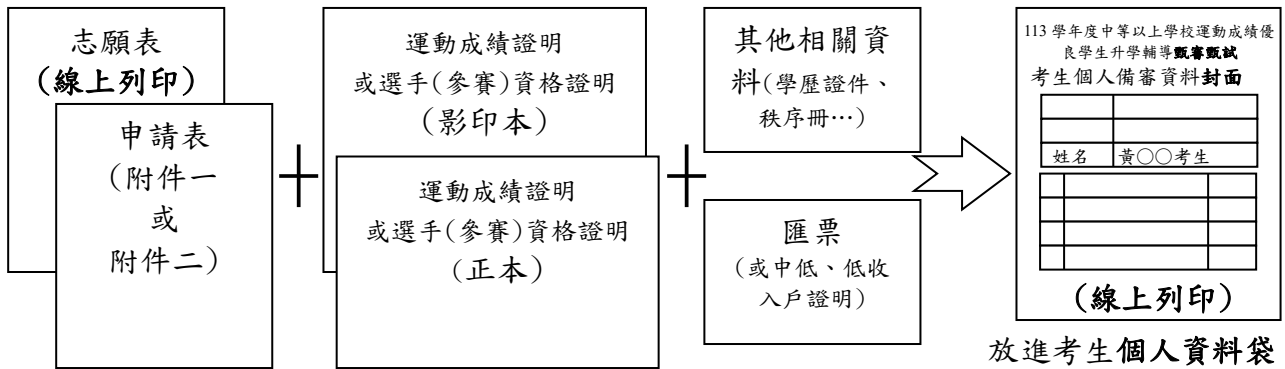 志願表
(線上列印)
申請表
(附件一
或
附件二)
運動成績證明
或選手(參賽)資格證明
(影印本)
運動成績證明
或選手(參賽)資格證明
(正本)
其他相關資
料(學歷證件、
秩序冊…)
匯票
(或中低、低收
入戶證明)
113 學年度中等以上學校運動成績優
良學生升學輔導甄審甄試
考生個人備審資料封面
姓名 黃○○考生
(線上列印)
放進考生個人資料袋